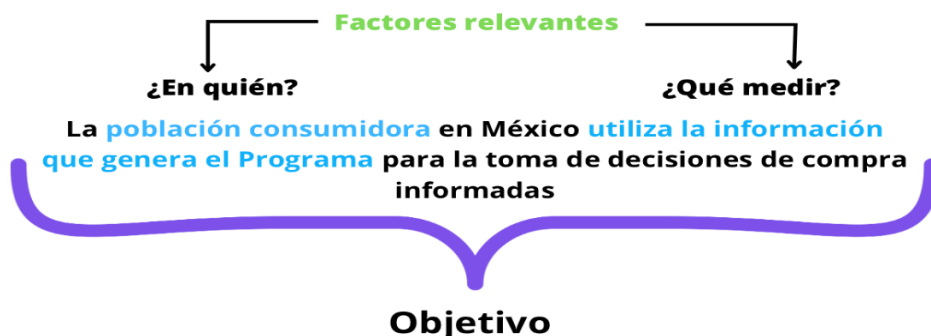 Factores relevantes
¿En quién?
¿Qué medir?
La población consumidora en México utiliza la información
que genera el Programa para la toma de decisiones de compra
informadas
Objetivo